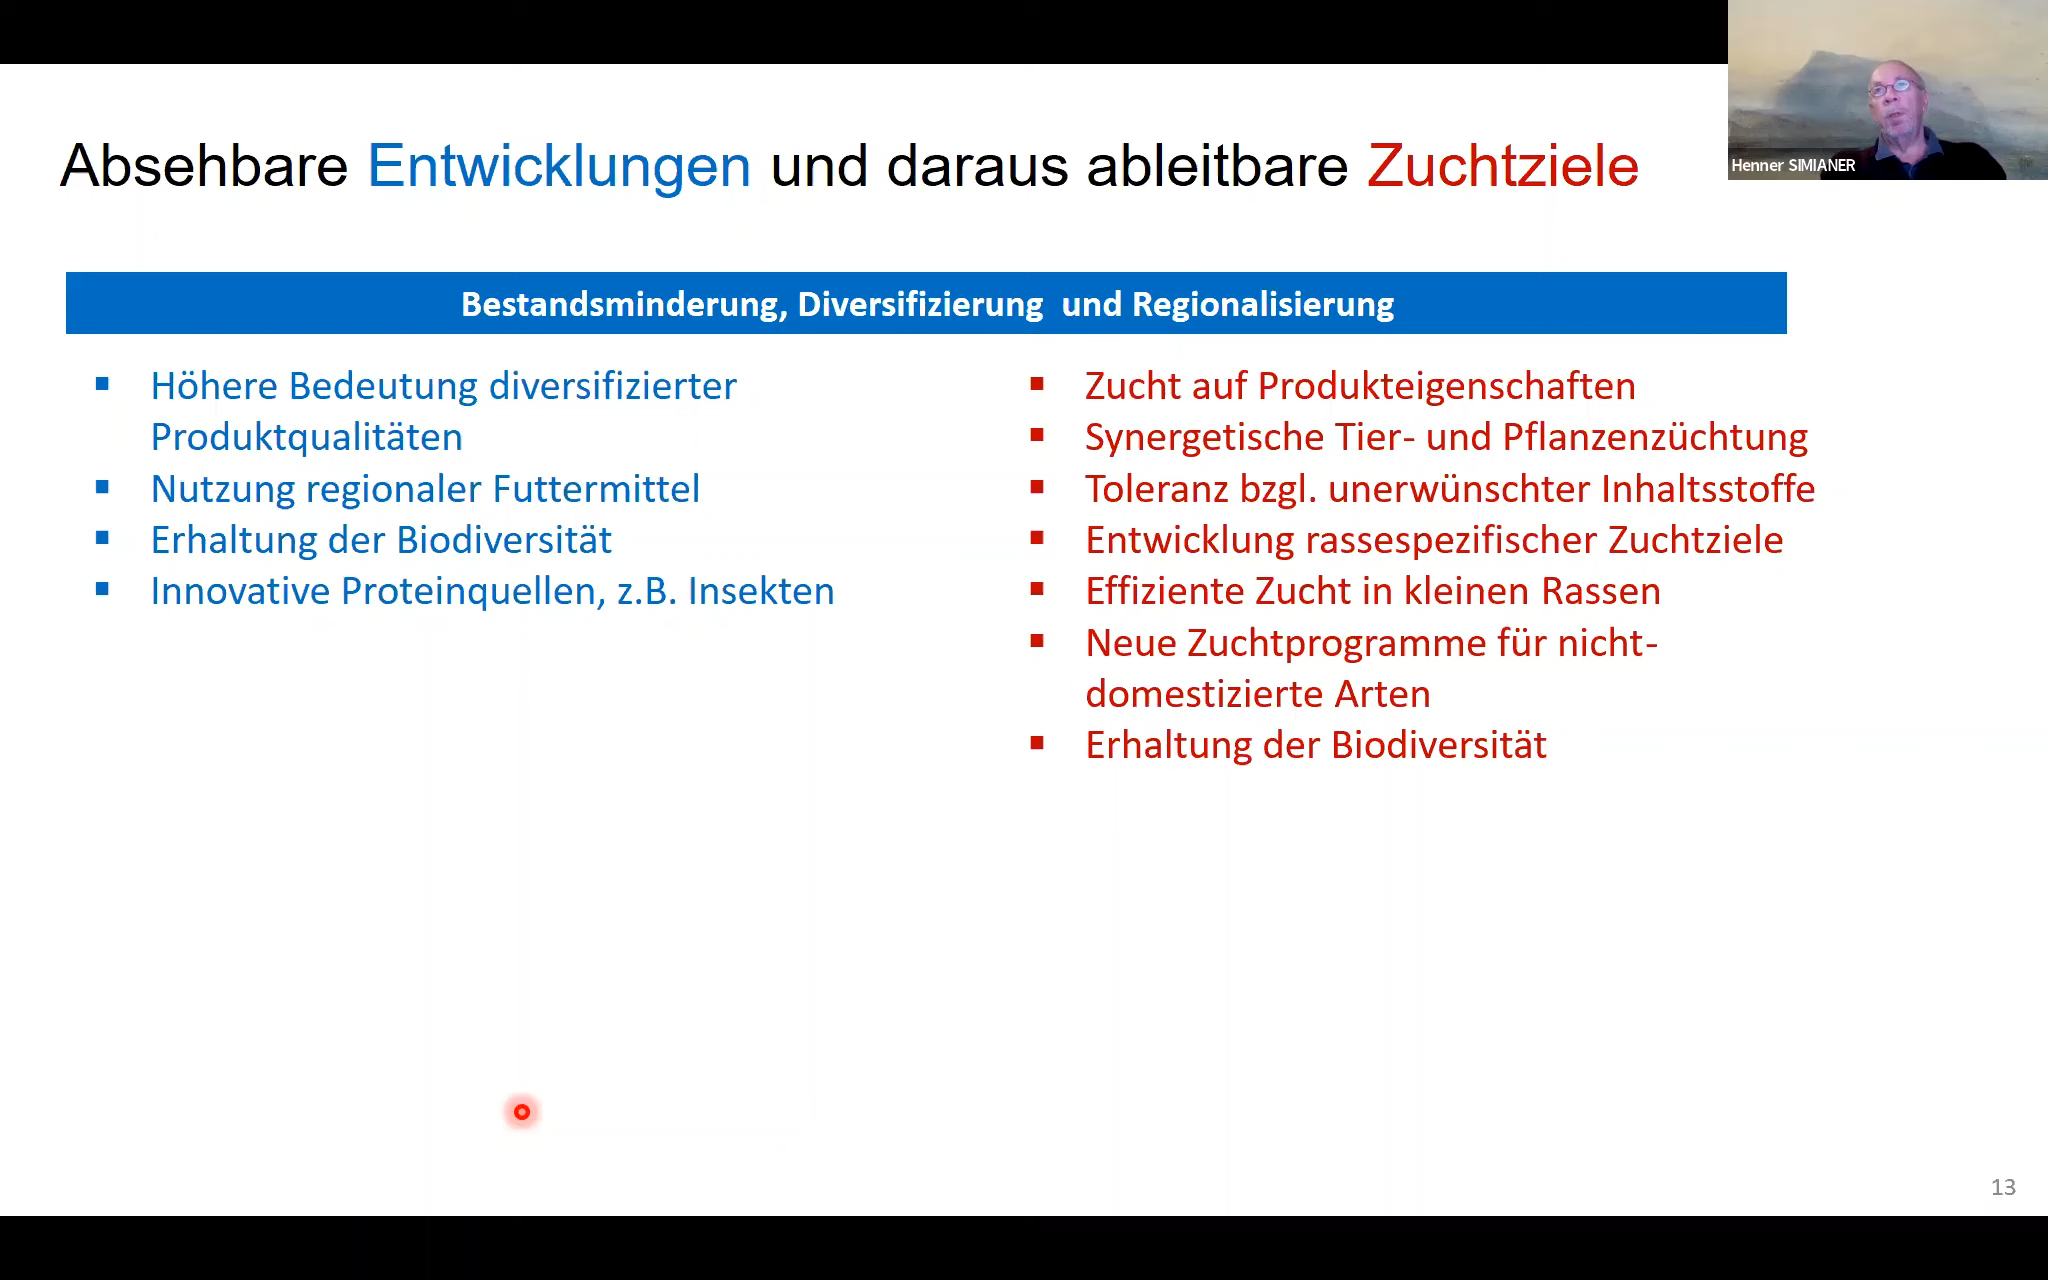 Henner SIMIANER
Absehbare Entwicklungen und daraus ableitbare Zuchtziele
Bestandsminderung, Diversifizierung und Regionalisierung
▪ Höhere Bedeutung diversifizierter
Produktqualitäten
▪ Nutzung regionaler Futtermittel
▪ Erhaltung der Biodiversität
▪ Innovative Proteinquellen, z.B. Insekten
▪ Zucht auf Produkteigenschaften
▪ Synergetische Tier- und Pflanzenzüchtung
▪ Toleranz bzgl. unerwünschter Inhaltsstoffe
▪ Entwicklung rassespezifischer Zuchtziele
▪ Effiziente Zucht in kleinen Rassen
▪ Neue Zuchtprogramme für nicht-
domestizierte Arten
▪ Erhaltung der Biodiversität
13